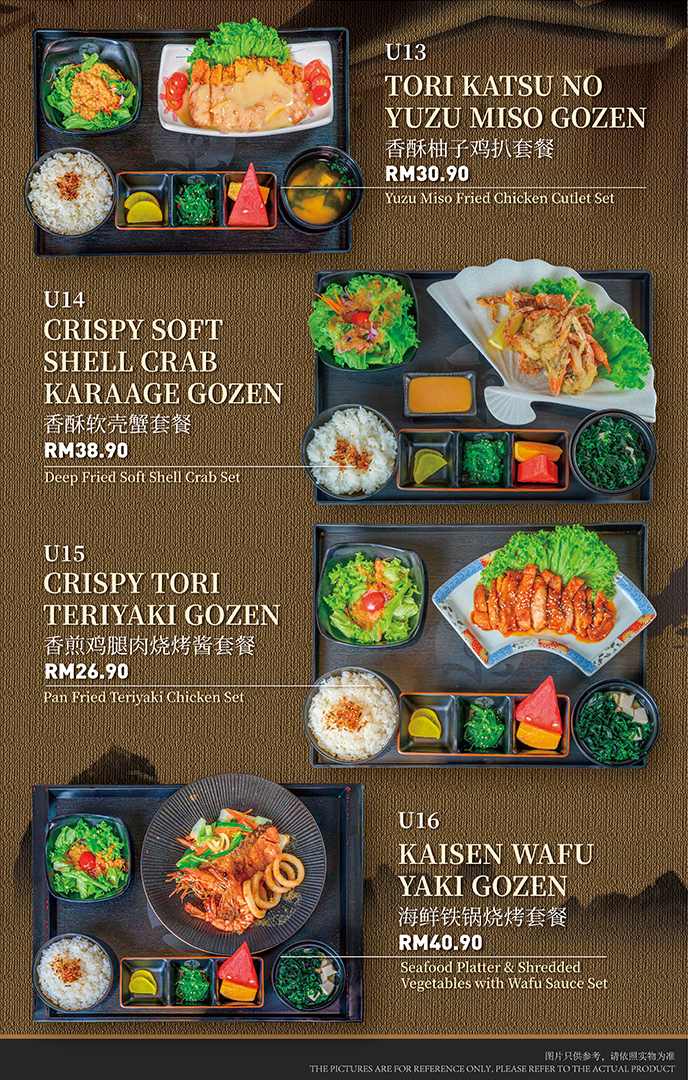 U13
TORI KATSU NO
YUZU MISO GOZEN
香酥柚子鸡扒套餐
RM30.90
Yuzu Miso Fried Chicken Cutlet Set
U14
CRISPY SOFT
SHELL CRAB
KARAAGE GOZEN
香酥软壳蟹套餐
RM38.90
Deep Fried Soft Shell Crab Set
U15
CRISPY TORI
TERIYAKI GOZEN
香煎鸡腿肉烧烤酱套餐
RM26.90
Pan Fried Teriyaki Chicken Set
U16
KAISEN WAFU
YAKI GOZEN
海鲜铁锅烧烤套餐
RM40.90
Seafood Platter & Shredded
Vegetables with Wafu Sauce Set
图片只供参考，请依照实物为准
THE PICTURES ARE FOR REFERENCE ONLY, PLEASE REFER TO THE ACTUAL PRODUCT